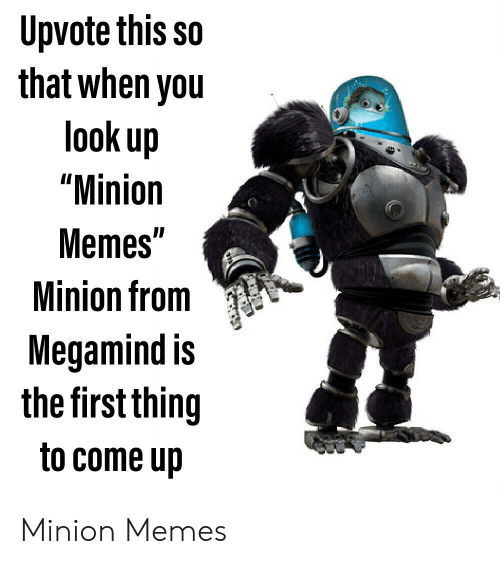 Upvote this so
that when you
look up
“Minion
Memes”
Minion from
Megamind is
the first thing
to come up
Minion Memes